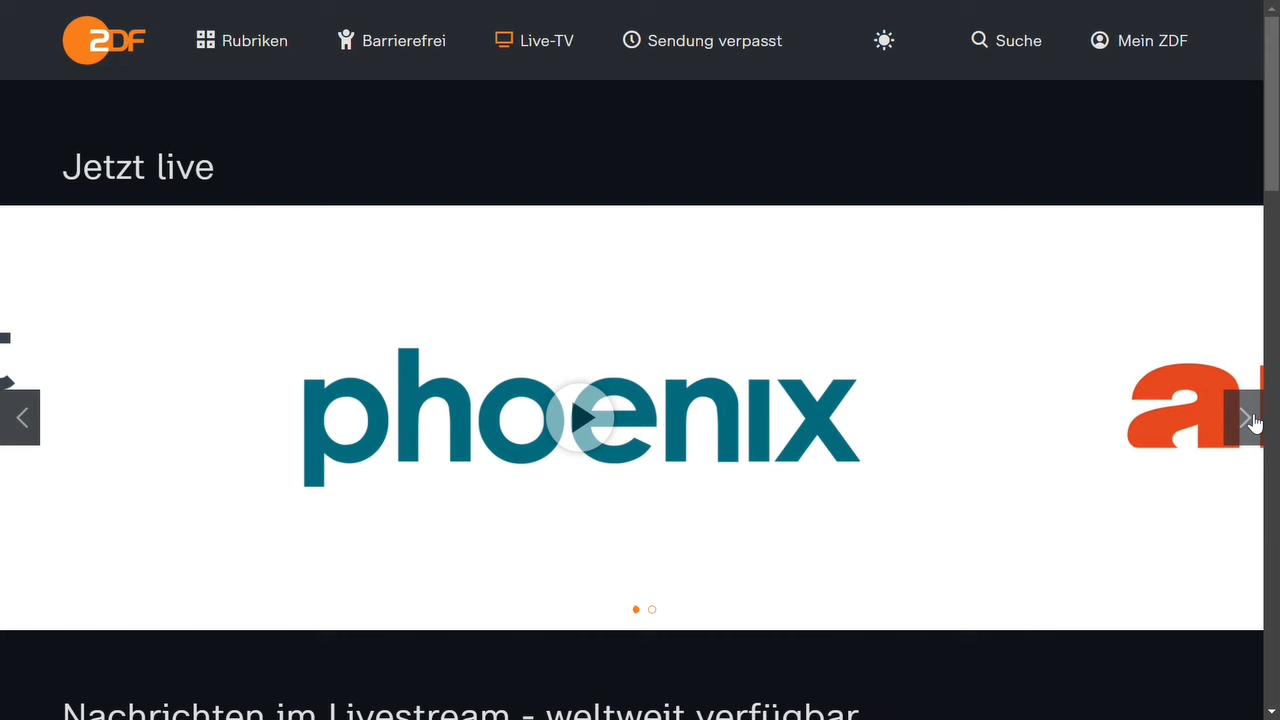 ZDF
Rubriken
Barrierefrei
Live-TV
Sendung verpasst
Suche
Mein ZDF
Jetzt live
phoenix
a
Nachrichten im Livestream - weltweit verfügbar